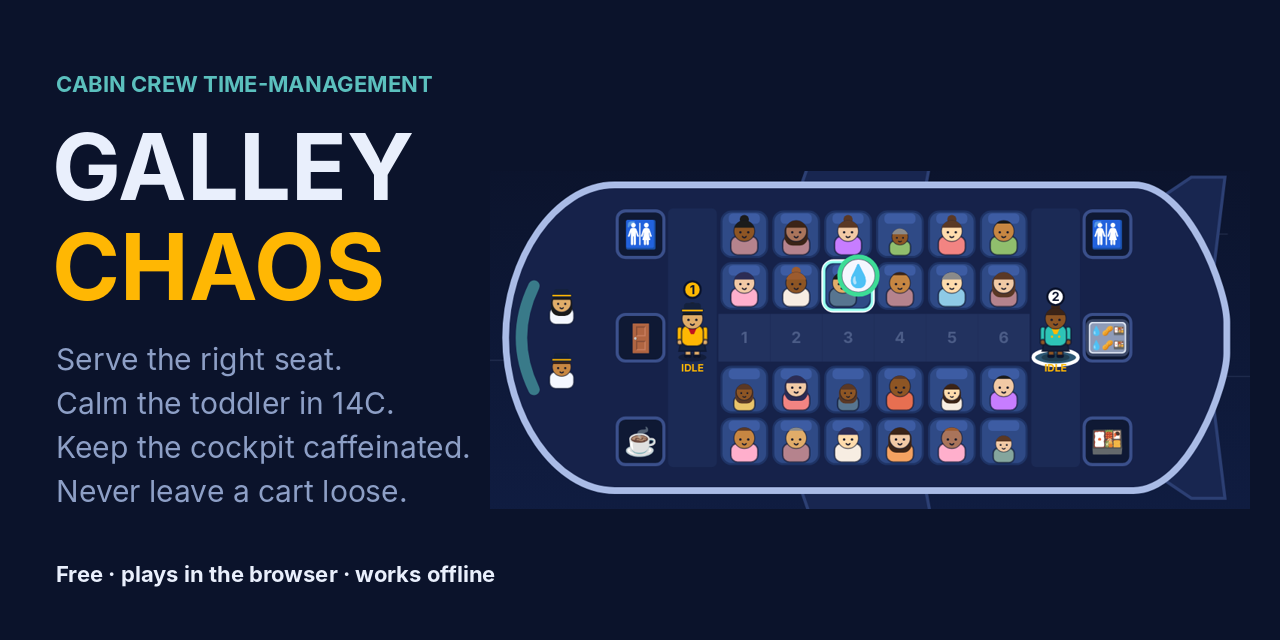 CABIN CREW TIME-MANAGEMENT
GALLEY
CHAOS
Serve the right seat.
Calm the toddler in 14C.
Keep the cockpit caffeinated.
Never leave a cart loose.
Free · plays in the browser · works offline
1
IDLE
1 2 3 4 5 6
2
IDLE